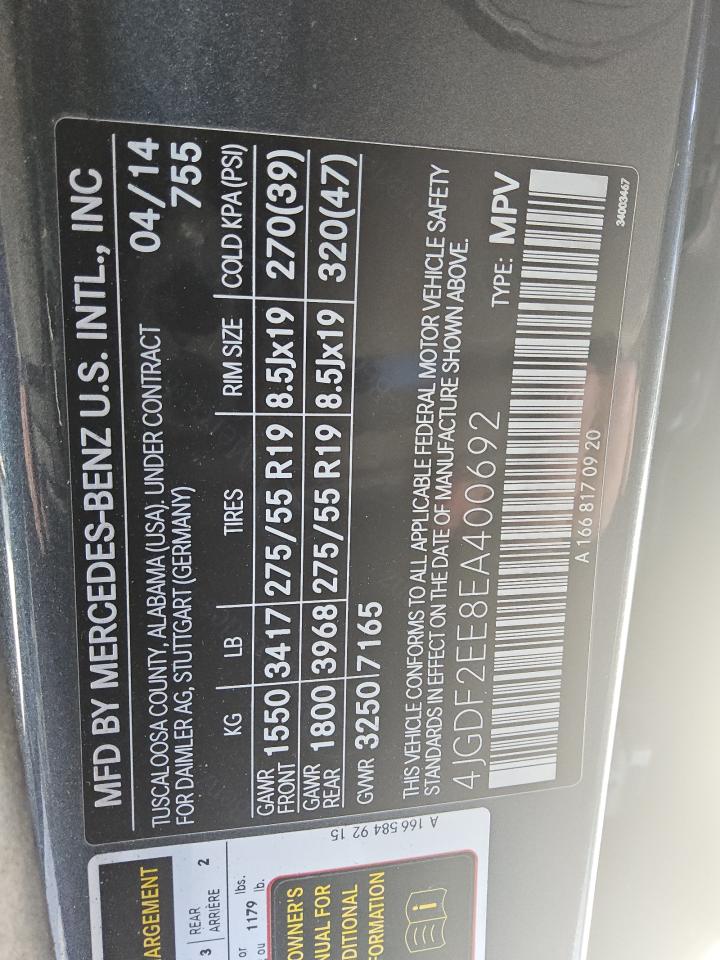 MFD BY MERCEDES-BENZ U.S. INTL., INC
TUSCALOOSA COUNTY, ALABAMA (USA), UNDER CONTRACT 04/14
FOR DAIMLER AG, STUTTGART (GERMANY) 755
KG LB TIRES RIM SIZE COLD KPA (PSI)
GAWR FRONT 1550 3417 275/55 R19 8.5Jx19 270(39)
GAWR REAR 1800 3968 275/55 R19 8.5Jx19 320(47)
GVWR 3250 7165
THIS VEHICLE CONFORMS TO ALL APPLICABLE FEDERAL MOTOR VEHICLE SAFETY
STANDARDS IN EFFECT ON THE DATE OF MANUFACTURE SHOWN ABOVE.
4JGDF2EE8EA400692 TYPE: MPV
A 166 817 09 20
34003467
A 166 584 92 15
ARGEMENT
3 REAR 2
ARRIÈRE
or lbs.
ou 1179 lb.
OWNER'S
NUAL FOR
DITIONAL
FORMATION
i